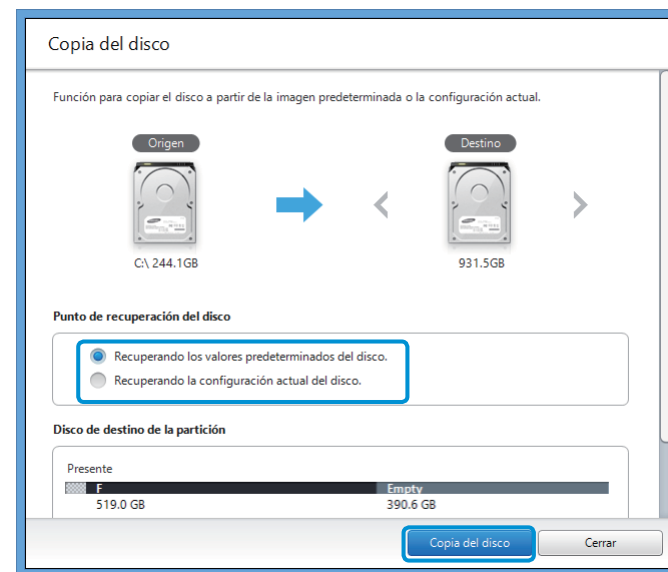 Copia del disco
Función para copiar el disco a partir de la imagen predeterminada o la configuración actual.
Origen
Destino
C:\ 244.1GB
931.5GB
Punto de recuperación del disco
Recuperando los valores predeterminados del disco.
Recuperando la configuración actual del disco.
Disco de destino de la partición
Presente
F
Empty
519.0 GB
390.6 GB
Copia del disco
Cerrar